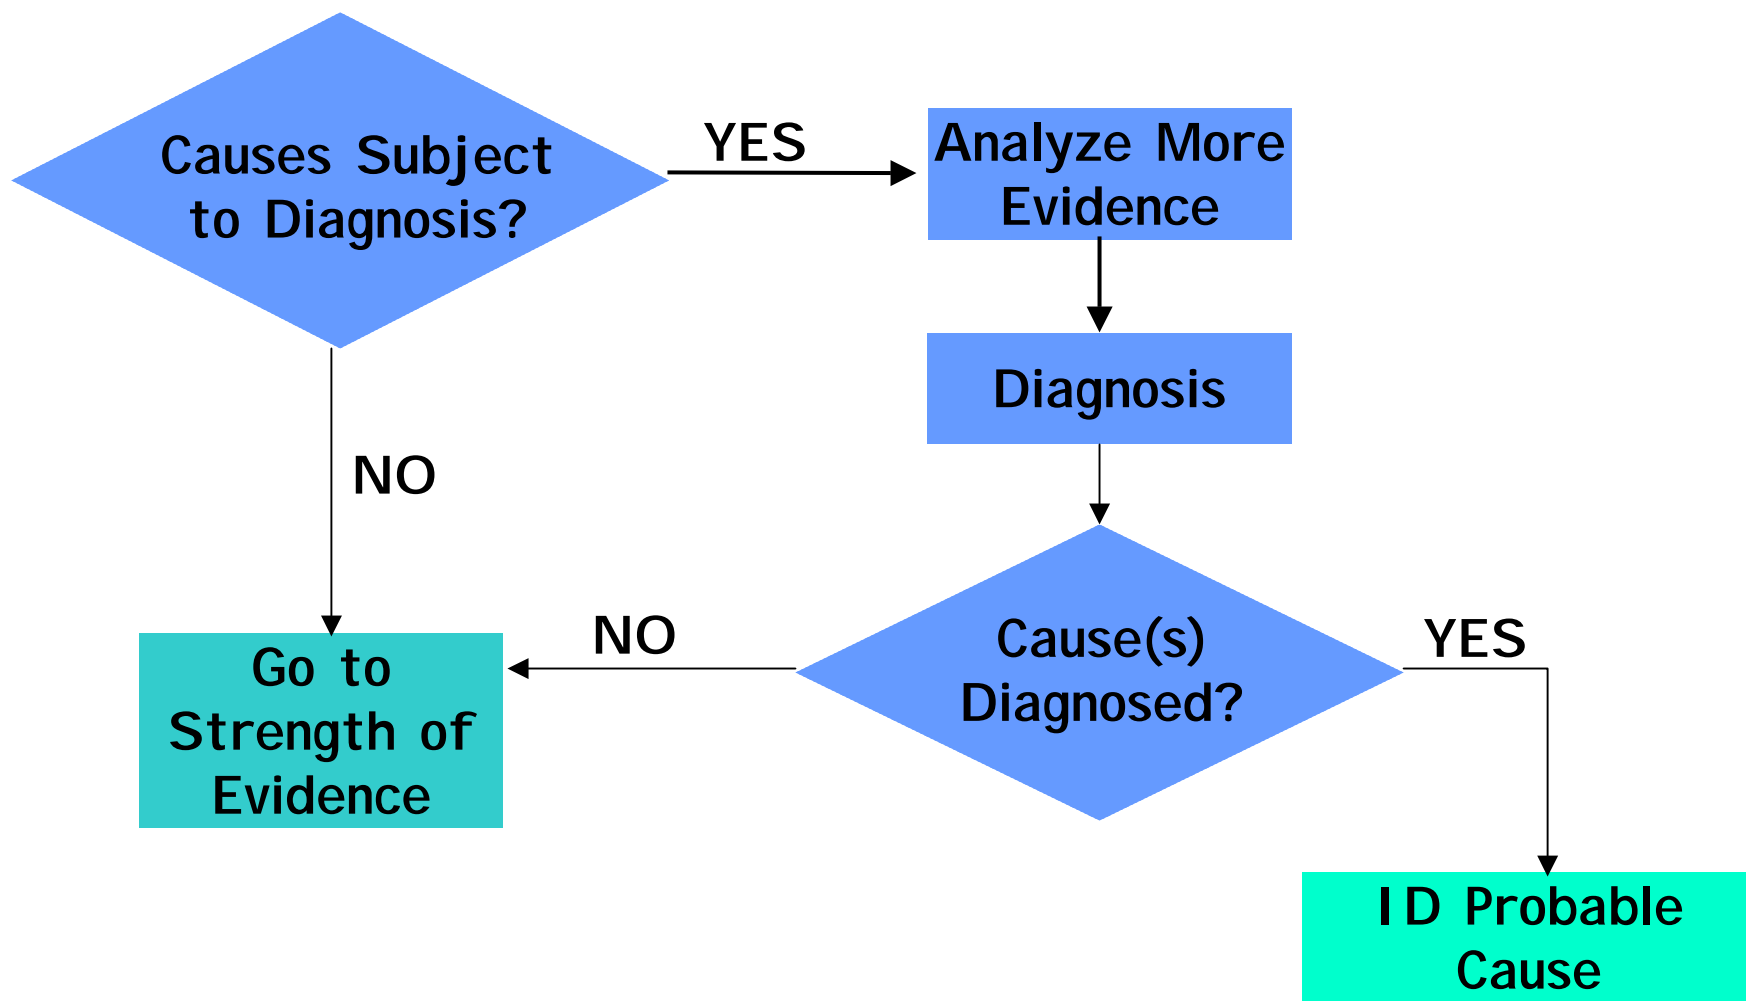 Causes Subject
to Diagnosis?
YES
Analyze More
Evidence
Diagnosis
NO
Cause(s)
Diagnosed?
NO
YES
Go to
Strength of
Evidence
ID Probable
Cause